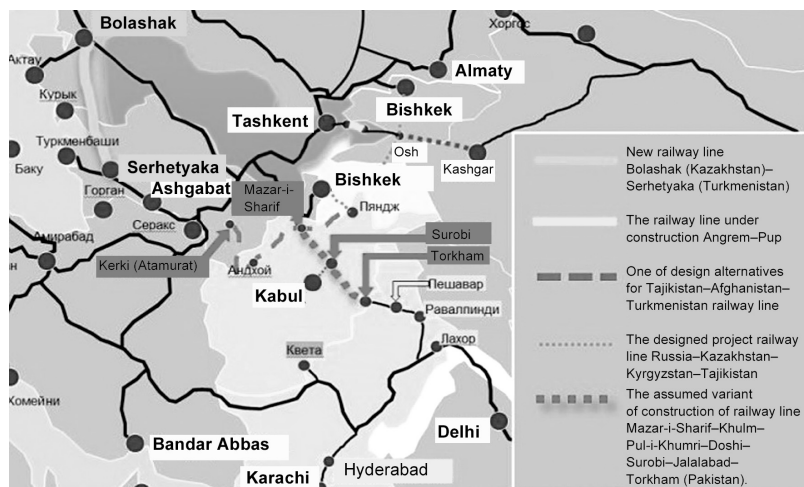 Bolashak
Хоргос
Актау
Almaty
Курык
Bishkek
Tashkent
Туркменбаши
Osh
Баку
Serhetyaka
Kashgar
Горган
Ashgabat
Mazar-i-
Sharif
Bishkek
Серакс
Пяндж
Амирабад
Surobi
Kerki (Atamurat)
Torkham
Андхой
Kabul
Пешавар
Равалпинди
Лахор
Квета
Хомейни
Bandar Abbas
Delhi
Karachi
Hyderabad
New railway line
Bolashak (Kazakhstan)–
Serhetyaka (Turkmenistan)
The railway line under
construction Angrem–Pup
One of design alternatives
for Tajikistan–Afghanistan–
Turkmenistan railway line
The designed project railway
line Russia–Kazakhstan–
Kyrgyzstan–Tajikistan
The assumed variant
of construction of railway line
Mazar-i-Sharif–Khulm–
Pul-i-Khumri–Doshi–
Surobi–Jalalabad–
Torkham (Pakistan).